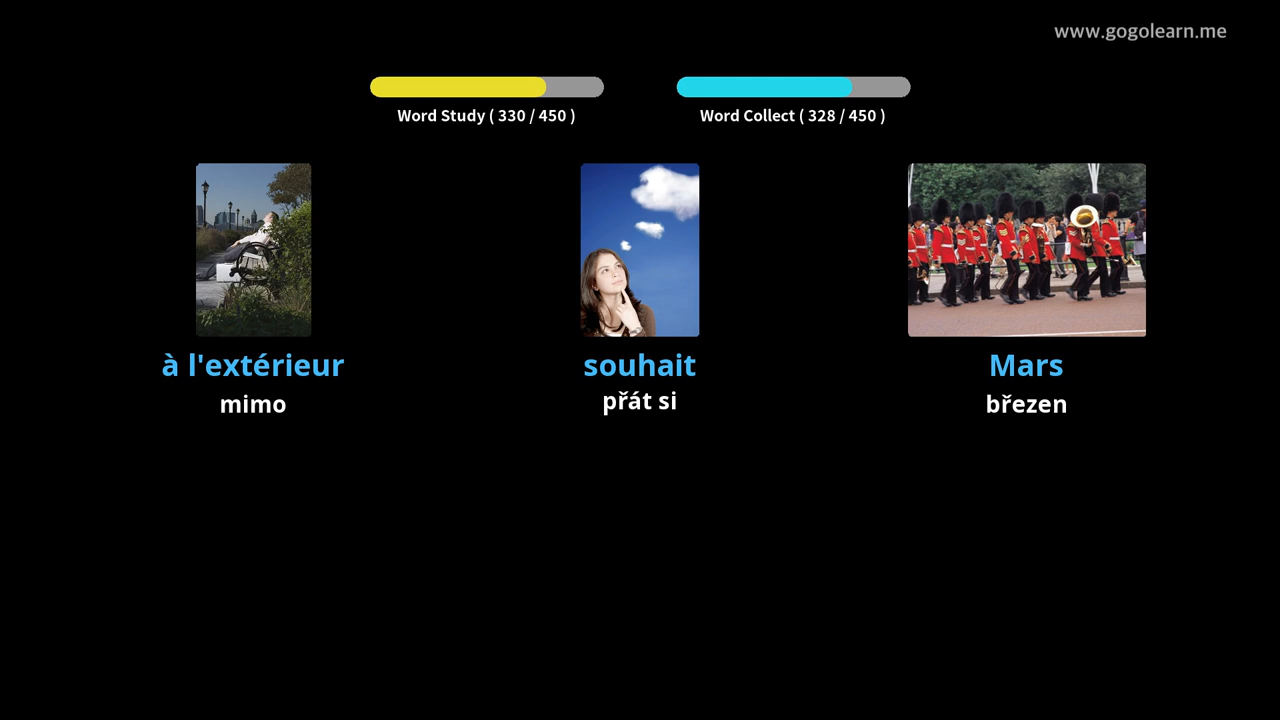 www.gogolearn.me
Word Study ( 330 / 450 )
Word Collect ( 328 / 450 )
à l'extérieur
souhait
Mars
mimo
přát si
březen